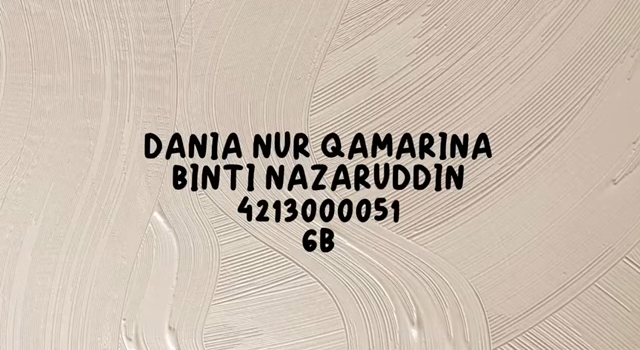 DANIA NUR QAMARINA
BINTI NAZARUDDIN
4213000051
6B